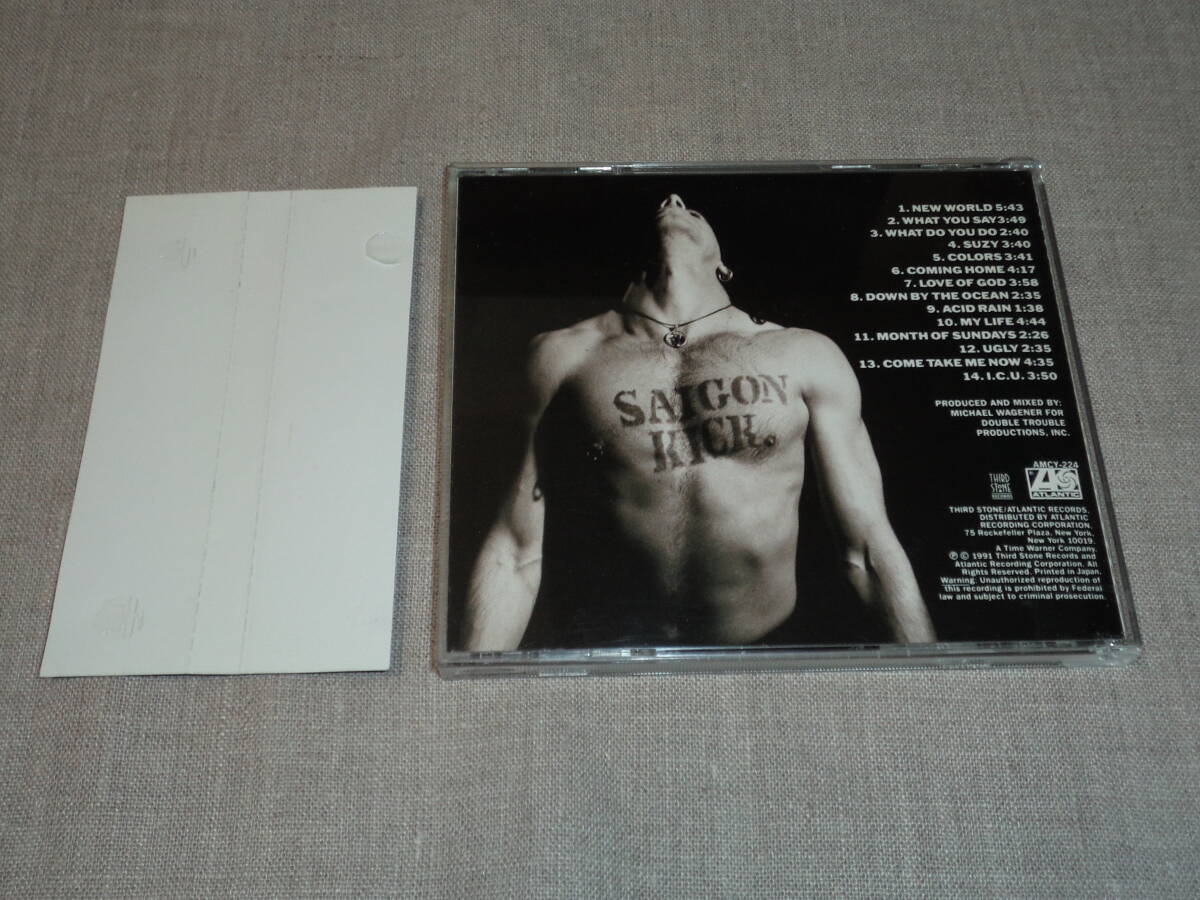 1. NEW WORLD 5:43
2. WHAT YOU SAY 3:49
3. WHAT DO YOU DO 2:40
4. SUZY 3:40
5. COLORS 3:41
6. COMING HOME 4:17
7. LOVE OF GOD 3:58
8. DOWN BY THE OCEAN 2:35
9. ACID RAIN 1:38
10. MY LIFE 4:44
11. MONTH OF SUNDAYS 2:26
12. UGLY 2:35
13. COME TAKE ME NOW 4:35
14. I.C.U. 3:50
SAIGON
KICK.
PRODUCED AND MIXED BY:
MICHAEL WAGENER FOR
DOUBLE TROUBLE
PRODUCTIONS, INC.
AMCY-224
THIRD
STONE
RECORDS
ATLANTIC
THIRD STONE/ATLANTIC RECORDS,
DISTRIBUTED BY ATLANTIC
RECORDING CORPORATION,
75 Rockefeller Plaza, New York,
New York 10019.
A Time Warner Company.
℗ © 1991 Third Stone Records and
Atlantic Recording Corporation. All
Rights Reserved. Printed in Japan.
Warning: Unauthorized reproduction of
this recording is prohibited by Federal
law and subject to criminal prosecution.